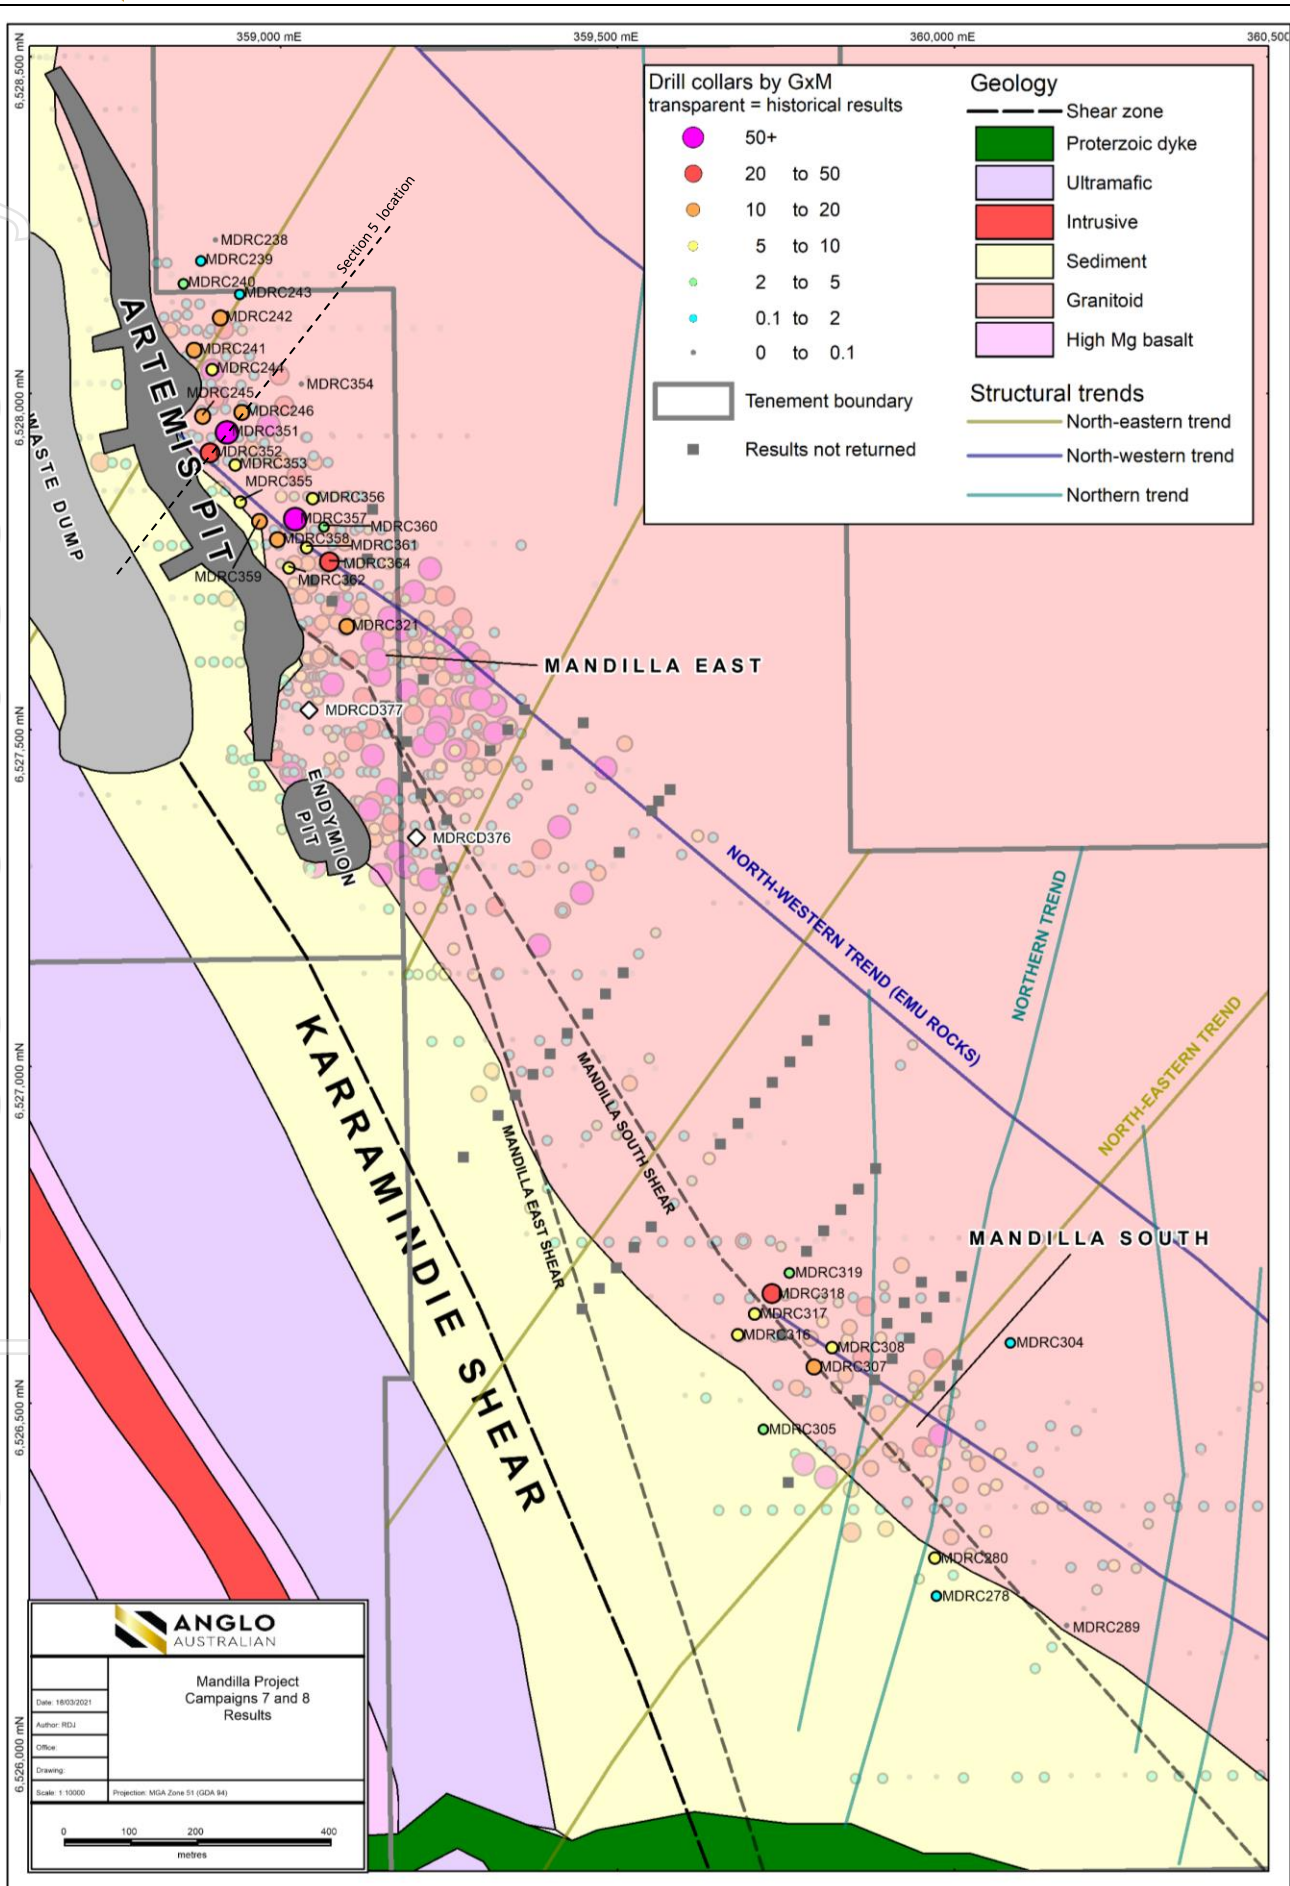 359,000 mE
359,500 mE
360,000 mE
360,500
6,528,500 mN
6,528,000 mN
6,527,500 mN
6,527,000 mN
6,526,500 mN
6,526,000 mN
Drill collars by GxM
transparent = historical results
50+
20 to 50
10 to 20
5 to 10
2 to 5
0.1 to 2
0 to 0.1
Tenement boundary
Results not returned
Geology
Shear zone
Proterzoic dyke
Ultramafic
Intrusive
Sediment
Granitoid
High Mg basalt
Structural trends
North-eastern trend
North-western trend
Northern trend
Section 5 location
MDRC238
MDRC239
MDRC240
MDRC243
MDRC242
MDRC241
MDRC244
MDRC354
MDRC245
MDRC246
MDRC351
MDRC352
MDRC353
MDRC355
MDRC356
MDRC357
MDRC360
MDRC358
MDRC361
MDRC364
MDRC359
MDRC362
MDRC321
ARTEMIS PIT
WASTE DUMP
MANDILLA EAST
MDRCD377
ENDYMION
PIT
MDRCD376
NORTH-WESTERN TREND (EMU ROCKS)
NORTHERN TREND
NORTH-EASTERN TREND
KARRAMINDIE SHEAR
MANDILLA SOUTH SHEAR
MANDILLA EAST SHEAR
MANDILLA SOUTH
MDRC319
MDRC318
MDRC317
MDRC316
MDRC308
MDRC307
MDRC304
MDRC305
MDRC280
MDRC278
MDRC289
ANGLO
AUSTRALIAN
Mandilla Project
Campaigns 7 and 8
Results
Date: 18/03/2021
Author: RDJ
Office:
Drawing:
Scale: 1:10000
Projection: MGA Zone 51 (GDA 94)
0 100 200 400
metres